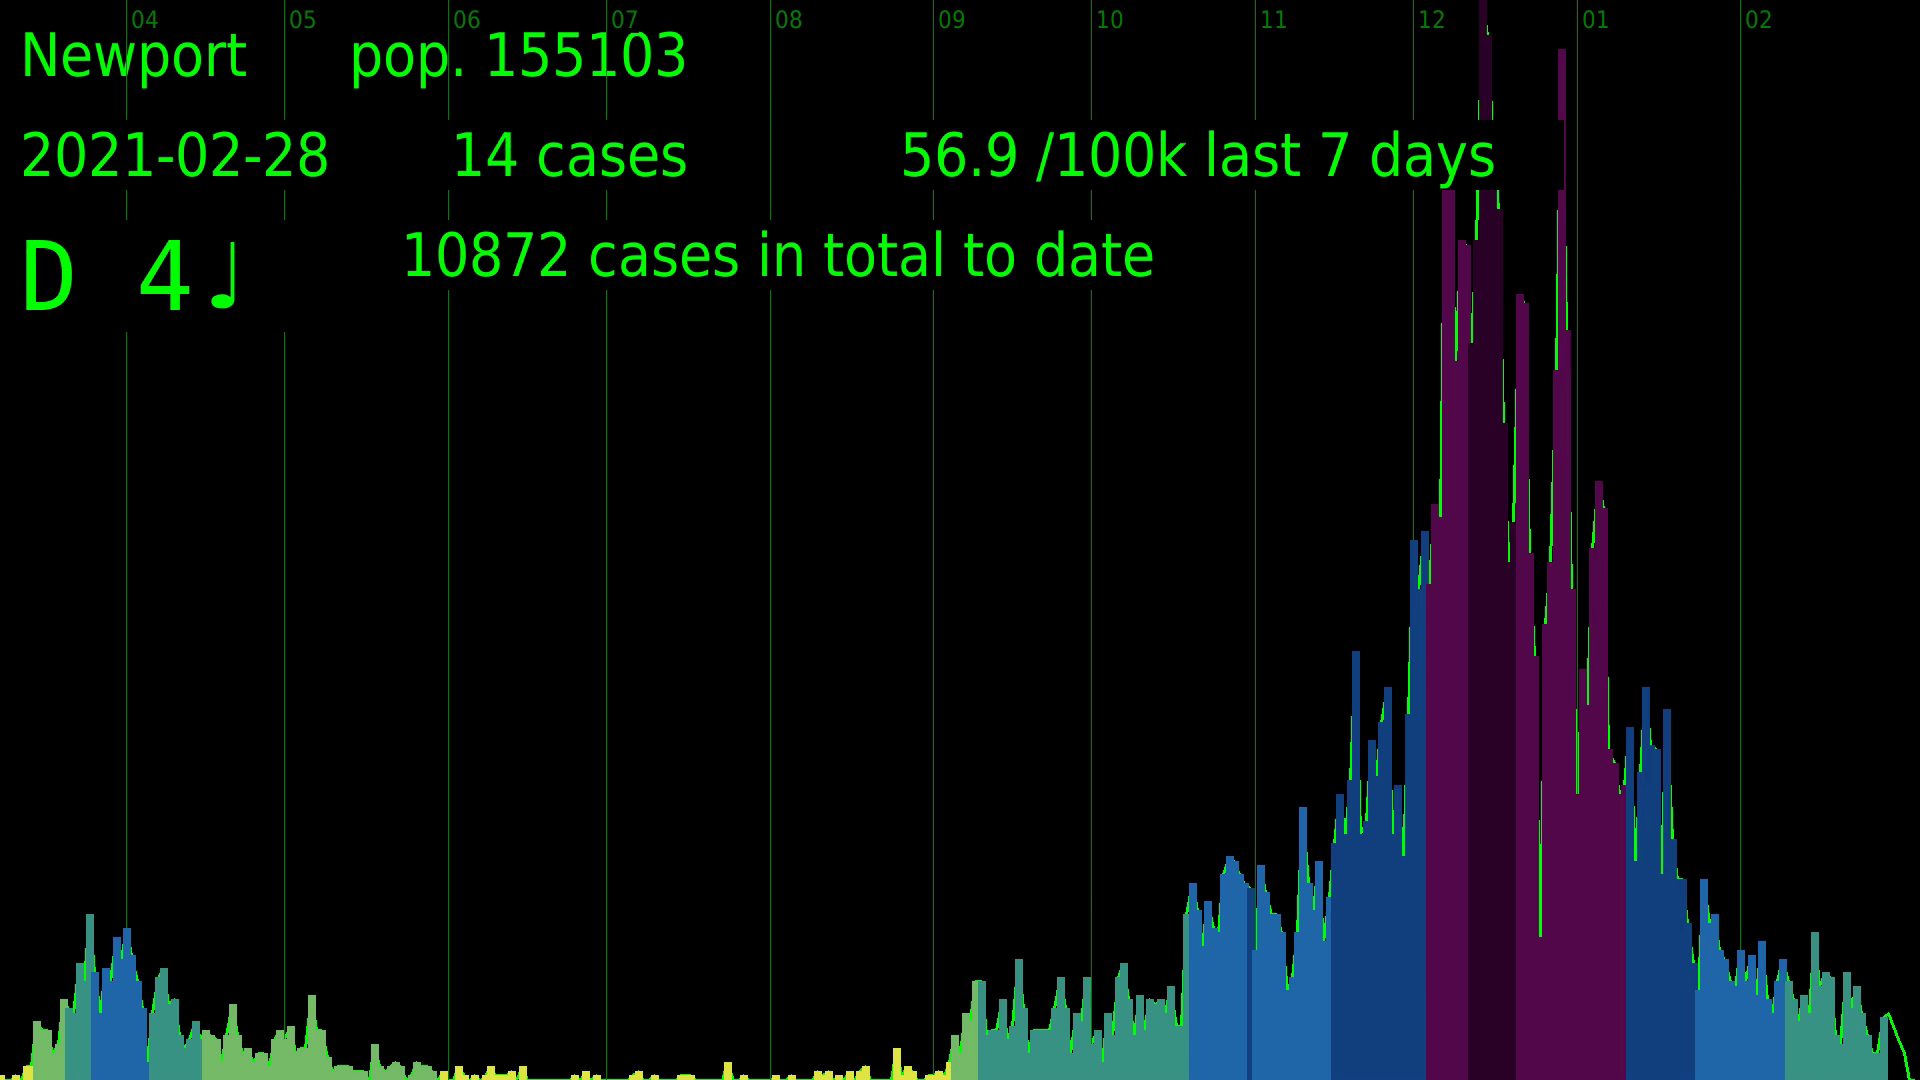 04 05 06 07 08 09 10 11 12 01 02
Newport pop. 155103
2021-02-28 14 cases 56.9 /100k last 7 days
D 4♩ 10872 cases in total to date